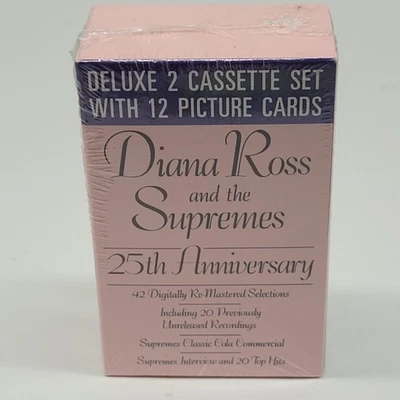 DELUXE 2 CASSETTE SET
WITH 12 PICTURE CARDS
Diana Ross
and the
Supremes
25th Anniversary
42 Digitally Re-Mastered Selections
Including 20 Previously
Unreleased Recordings
Supremes Classic Cola Commercial
Supremes Interview and 20 Top Hits